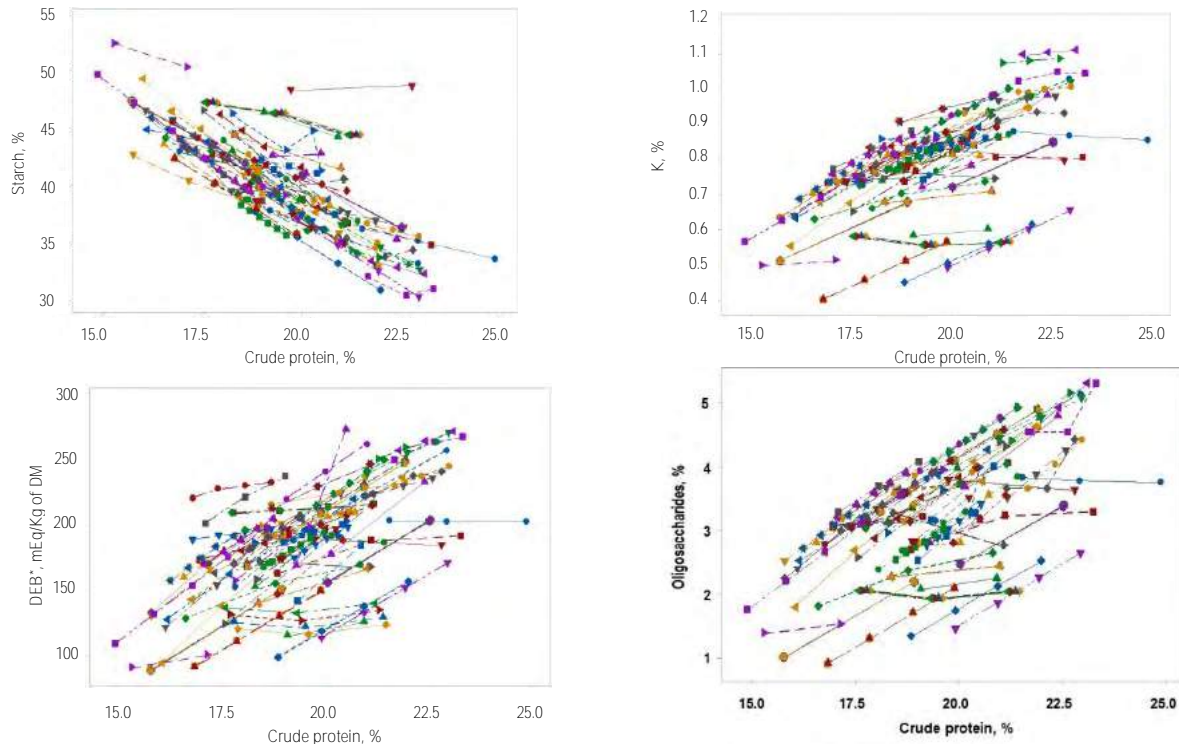 55
50
45
40
35
30
Starch, %
15.0 17.5 20.0 22.5 25.0
Crude protein, %
1.2
1.1
1.0
0.9
0.8
0.7
0.6
0.5
0.4
K, %
15.0 17.5 20.0 22.5 25.0
Crude protein, %
300
250
200
150
100
DEB*, mEq/Kg of DM
15.0 17.5 20.0 22.5 25.0
Crude protein, %
5
4
3
2
1
Oligosaccharides, %
15.0 17.5 20.0 22.5 25.0
Crude protein, %